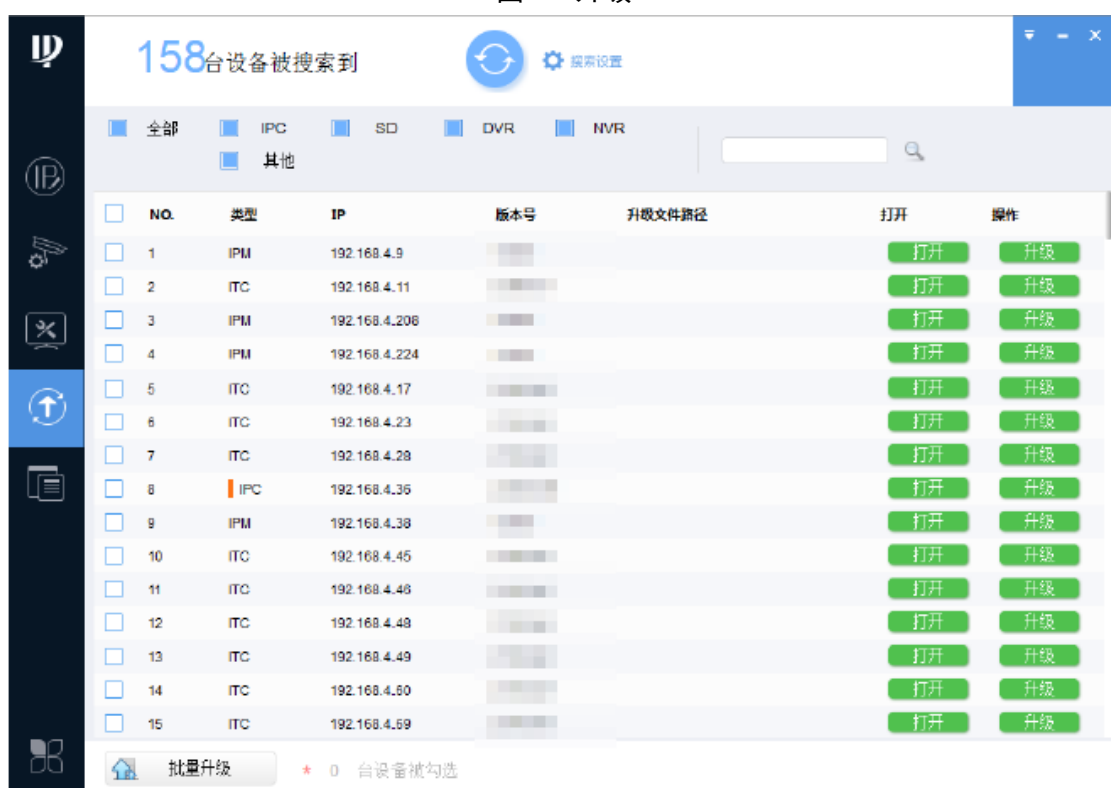 158台设备被搜索到 搜索设置
全部 IPC SD DVR NVR
其他
NO. 类型 IP 版本号 升级文件路径 打开 操作
1 IPM 192.168.4.9 打开 升级
2 ITC 192.168.4.11 打开 升级
3 IPM 192.168.4.208 打开 升级
4 IPM 192.168.4.224 打开 升级
5 ITC 192.168.4.17 打开 升级
6 ITC 192.168.4.23 打开 升级
7 ITC 192.168.4.28 打开 升级
8 IPC 192.168.4.36 打开 升级
9 IPM 192.168.4.38 打开 升级
10 ITC 192.168.4.45 打开 升级
11 ITC 192.168.4.46 打开 升级
12 ITC 192.168.4.48 打开 升级
13 ITC 192.168.4.49 打开 升级
14 ITC 192.168.4.60 打开 升级
15 ITC 192.168.4.69 打开 升级
批量升级 * 0 台设备被勾选